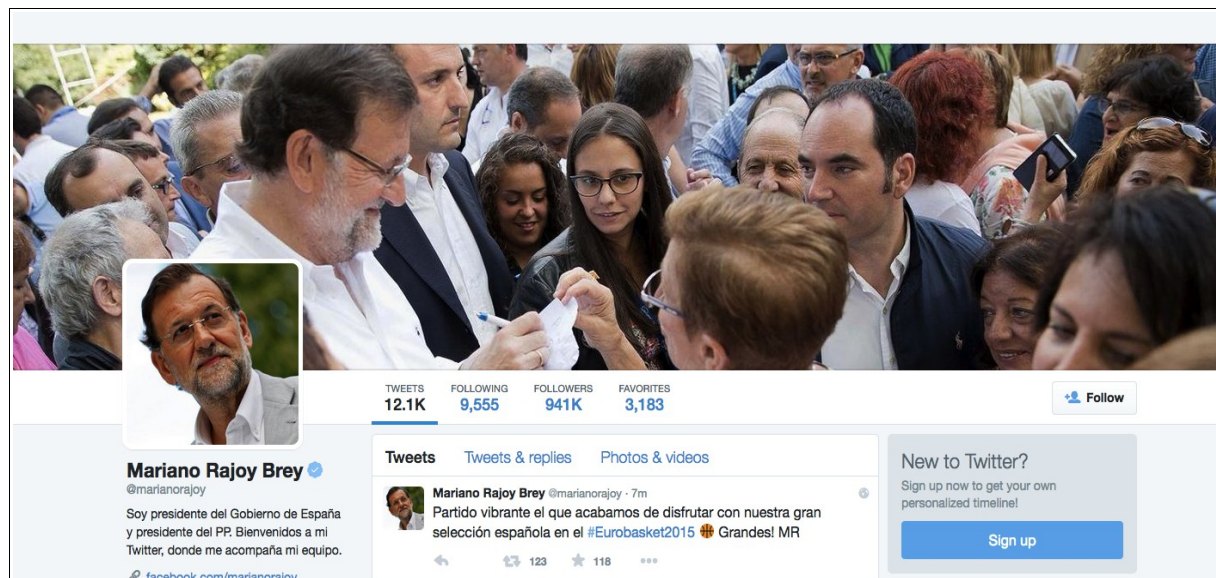 TWEETS FOLLOWING FOLLOWERS FAVORITES
12.1K 9,555 941K 3,183
Follow
Mariano Rajoy Brey
@marianorajoy
Soy presidente del Gobierno de España
y presidente del PP. Bienvenidos a mi
Twitter, donde me acompaña mi equipo.
facebook.com/marianorajoy
Tweets Tweets & replies Photos & videos
Mariano Rajoy Brey @marianorajoy · 7m
Partido vibrante el que acabamos de disfrutar con nuestra gran
selección española en el #Eurobasket2015 🏀 Grandes! MR
123 118
New to Twitter?
Sign up now to get your own
personalized timeline!
Sign up